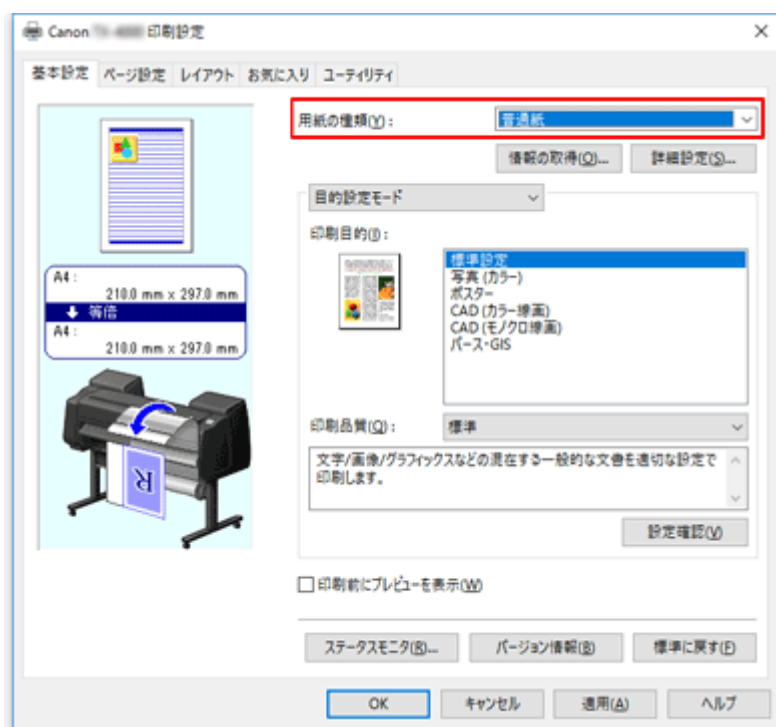 Canon 印刷設定
基本設定 ページ設定 レイアウト お気に入り ユーティリティ
用紙の種類(Y): 普通紙
情報の取得(O)... 詳細設定(S)...
目的設定モード
印刷目的(I):
標準設定
写真 (カラー)
ポスター
CAD (カラー線画)
CAD (モノクロ線画)
パース・GIS
A4 :
210.0 mm x 297.0 mm
等倍
A4 :
210.0 mm x 297.0 mm
R
印刷品質(Q): 標準
文字/画像/グラフィックスなどの混在する一般的な文書を適切な設定で
印刷します。
設定確認(V)
印刷前にプレビューを表示(W)
ステータスモニタ(R)... バージョン情報(B) 標準に戻す(F)
OK キャンセル 適用(A) ヘルプ